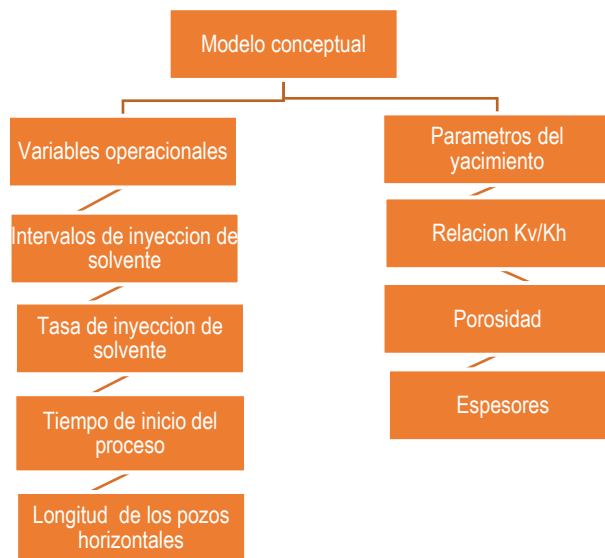 Modelo conceptual
Variables operacionales
Intervalos de inyeccion de
solvente
Tasa de inyeccion de
solvente
Tiempo de inicio del
proceso
Longitud de los pozos
horizontales
Parametros del
yacimiento
Relacion Kv/Kh
Porosidad
Espesores